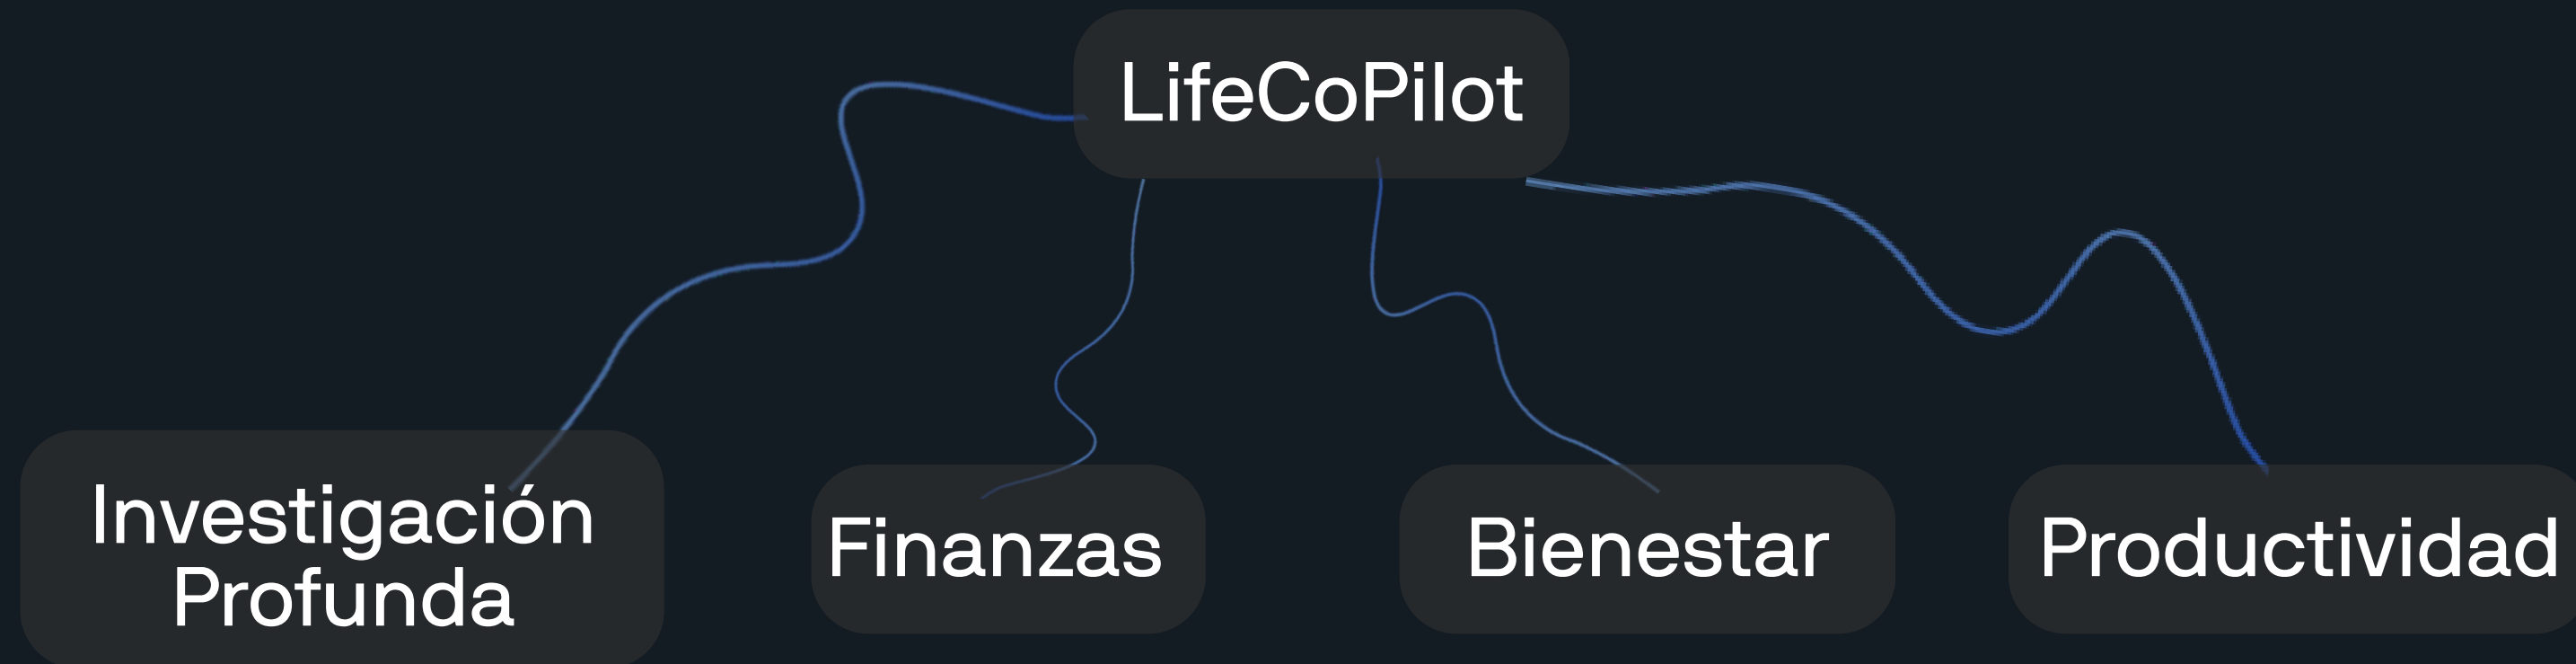 LifeCoPilot
Investigación
Profunda
Finanzas
Bienestar
Productividad